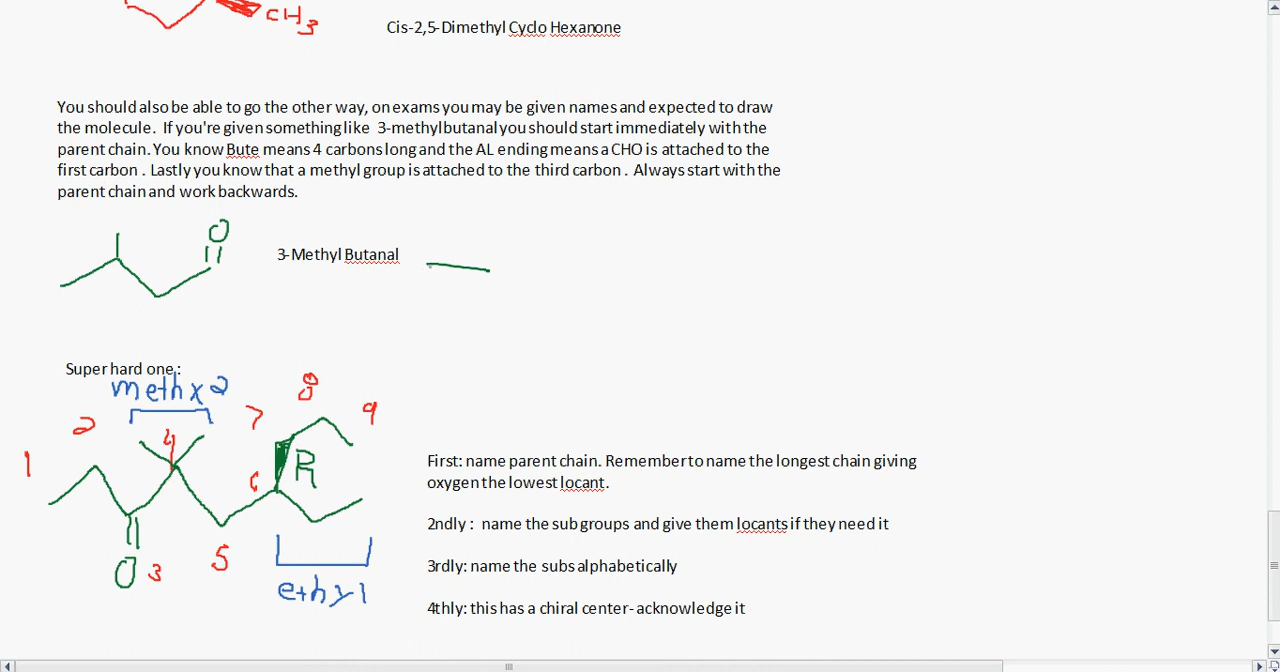 CH3
Cis-2,5-Dimethyl Cyclo Hexanone
You should also be able to go the other way, on exams you may be given names and expected to draw
the molecule. If you're given something like 3-methylbutanal you should start immediately with the
parent chain. You know Bute means 4 carbons long and the AL ending means a CHO is attached to the
first carbon . Lastly you know that a methyl group is attached to the third carbon . Always start with the
parent chain and work backwards.
O
3-Methyl Butanal
Super hard one,:
methx2
8
7
9
2
4
1
R
6
First: name parent chain. Remember to name the longest chain giving
oxygen the lowest locant.
2ndly : name the sub groups and give them locants if they need it
5
O 3
3rdly: name the subs alphabetically
ethyl
4thly: this has a chiral center- acknowledge it